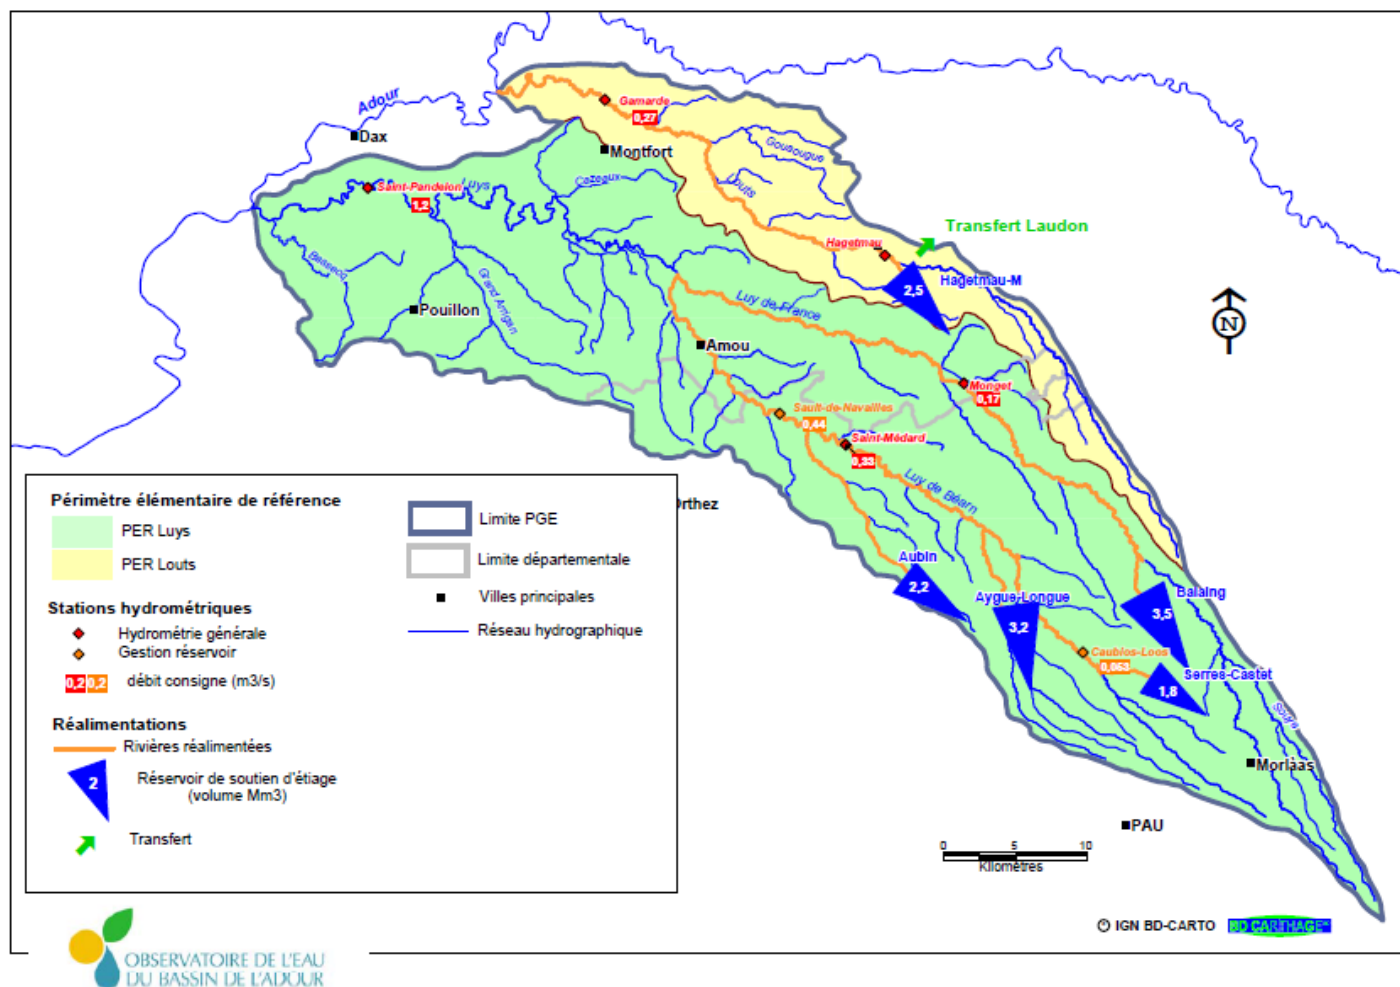 Adour
Dax
Gamarde
0,27
Montfort
Gousougue
Louts
Cazeaux
Saint-Pandelon
Luys
1,2
Hagetmau
Transfert Laudon
Hagetmau-M
2,5
Bassecq
Grand Arrigan
Pouillon
Luy de France
Amou
N
Monget
0,17
Sault-de-Navailles
0,44
Saint-Médard
0,33
Luy de Béarn
Orthez
Aubin
2,2
Aygue-Longue
3,2
Balaing
3,5
Caublos-Loos
0,063
Serres-Castet
1,8
Morlàas
PAU
0 5 10
Kilomètres
Périmètre élémentaire de référence
PER Luys
PER Louts
Limite PGE
Limite départementale
Villes principales
Réseau hydrographique
Stations hydrométriques
Hydrométrie générale
Gestion réservoir
0,2 0,2 débit consigne (m3/s)
Réalimentations
Rivières réalimentées
2
Réservoir de soutien d'étiage
(volume Mm3)
Transfert
© IGN BD-CARTO BD CARTHAGE
OBSERVATOIRE DE L'EAU
DU BASSIN DE L'ADOUR